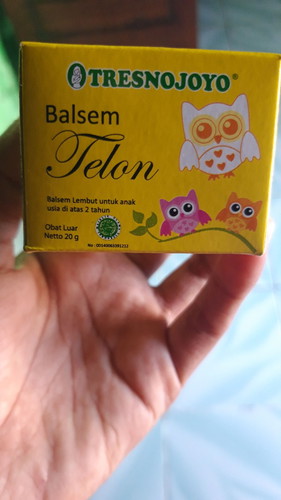 TRESNOJOYO®
Balsem
Telon
Balsem Lembut untuk anak
usia di atas 2 tahun
Obat Luar
Netto 20 g